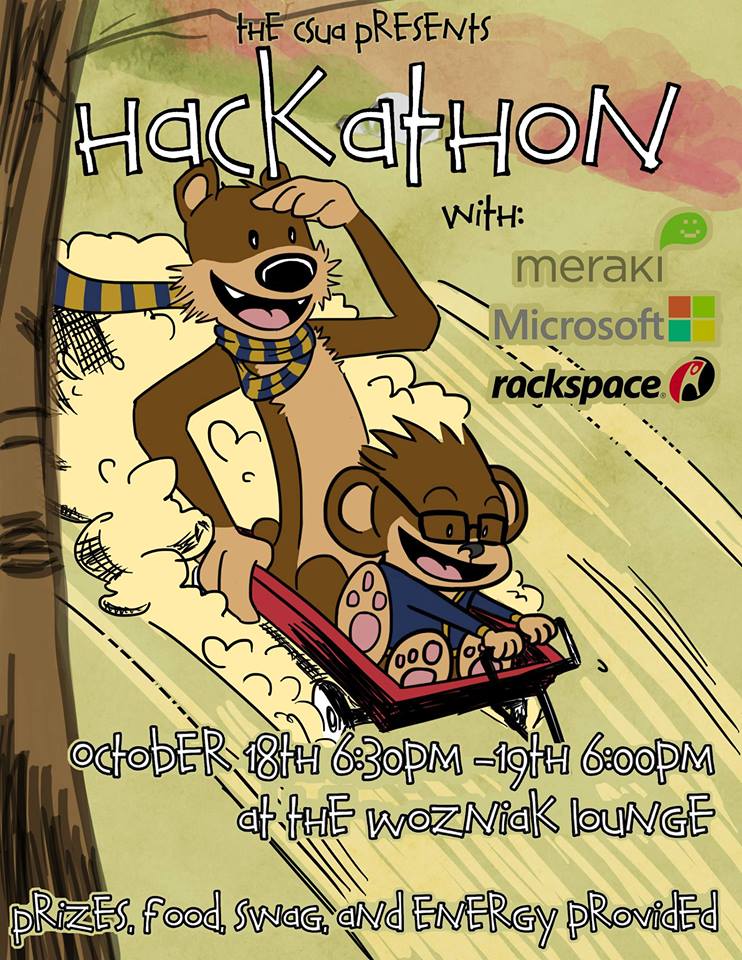 THE CSUA PRESENTS
HACKATHON
WITH:
meraki
Microsoft
rackspace®
OCTOBER 18TH 6:30PM -19TH 6:00PM
AT THE WOZNIAK LOUNGE
PRIZES, FOOD, SWAG, AND ENERGY PROVIDED